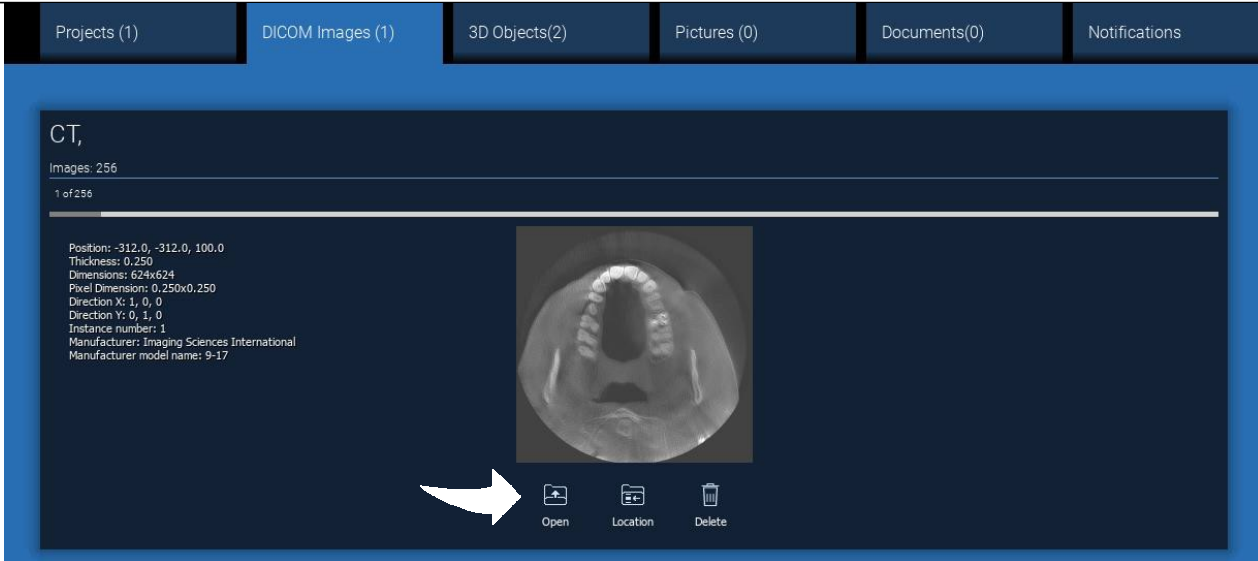 Projects (1)
DICOM Images (1)
3D Objects(2)
Pictures (0)
Documents(0)
Notifications
CT,
Images: 256
1 of 256
Position: -312.0, -312.0, 100.0
Thickness: 0.250
Dimensions: 624x624
Pixel Dimension: 0.250x0.250
Direction X: 1, 0, 0
Direction Y: 0, 1, 0
Instance number: 1
Manufacturer: Imaging Sciences International
Manufacturer model name: 9-17
Open
Location
Delete